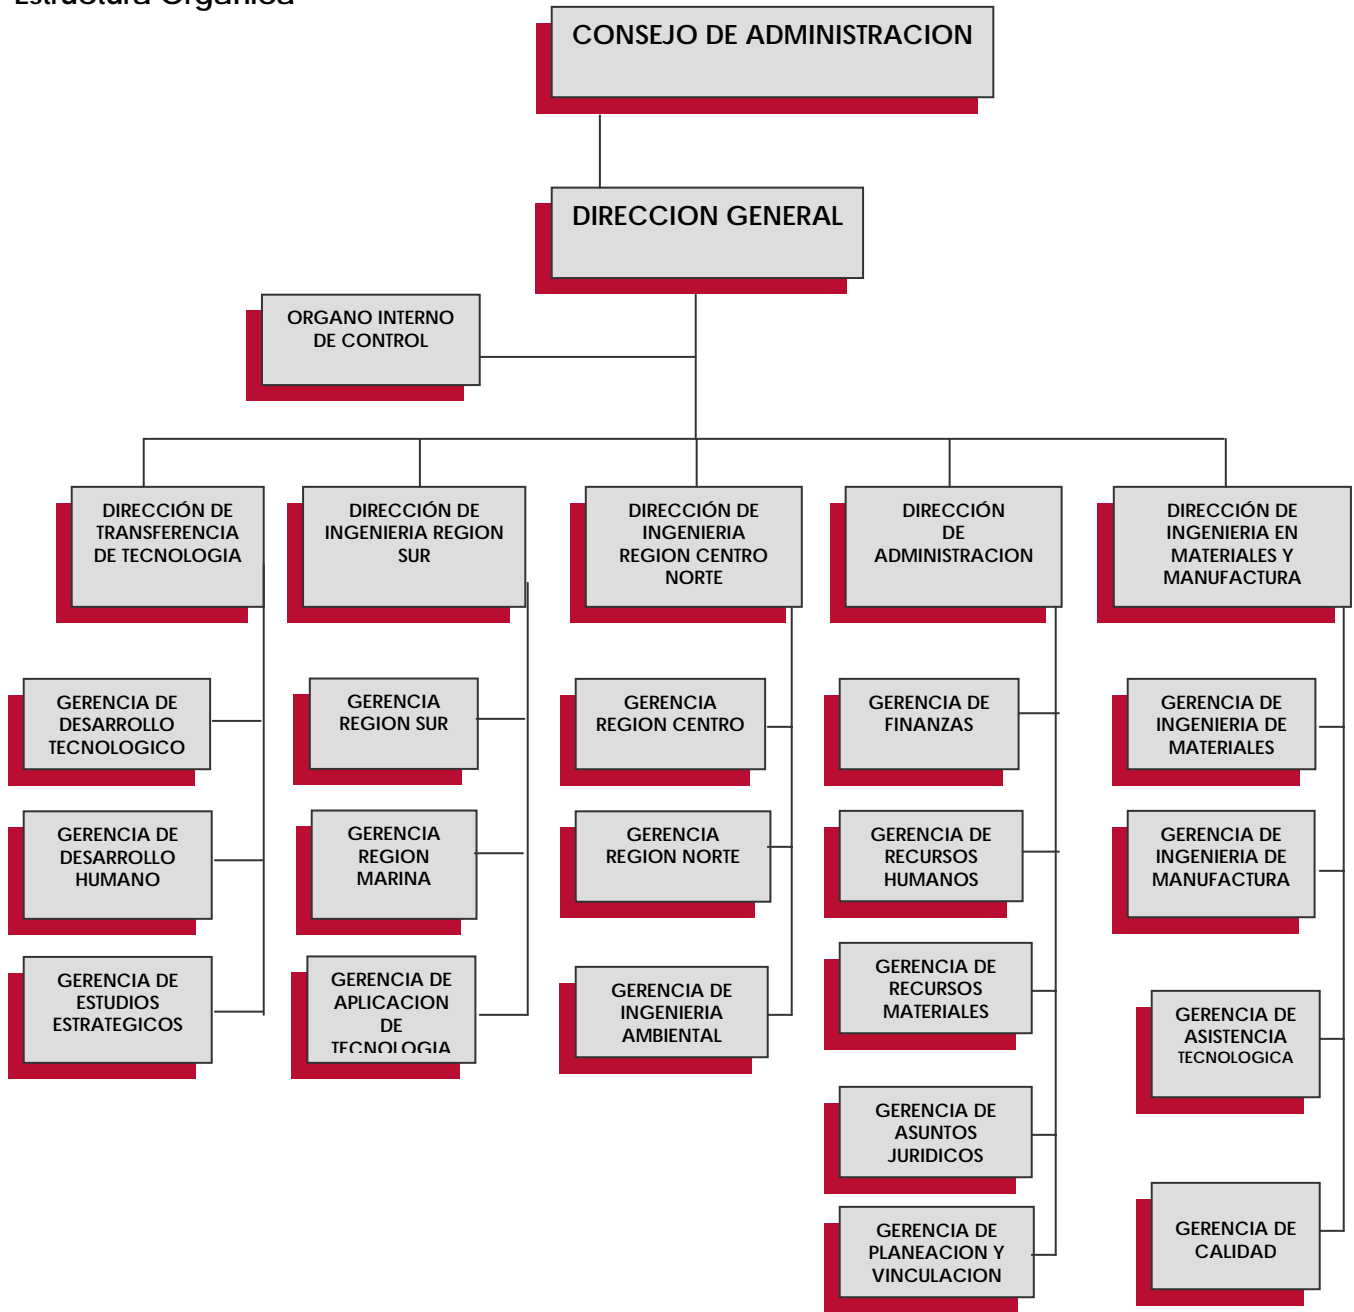 Estructura Orgánica
CONSEJO DE ADMINISTRACION
DIRECCION GENERAL
ORGANO INTERNO
DE CONTROL
DIRECCIÓN DE
TRANSFERENCIA
DE TECNOLOGIA
DIRECCIÓN DE
INGENIERIA REGION
SUR
DIRECCIÓN DE
INGENIERIA
REGION CENTRO
NORTE
DIRECCIÓN
DE
ADMINISTRACION
DIRECCIÓN DE
INGENIERIA EN
MATERIALES Y
MANUFACTURA
GERENCIA DE
DESARROLLO
TECNOLOGICO
GERENCIA
REGION SUR
GERENCIA
REGION CENTRO
GERENCIA DE
FINANZAS
GERENCIA DE
INGENIERIA DE
MATERIALES
GERENCIA DE
DESARROLLO
HUMANO
GERENCIA
REGION
MARINA
GERENCIA
REGION NORTE
GERENCIA DE
RECURSOS
HUMANOS
GERENCIA DE
INGENIERIA DE
MANUFACTURA
GERENCIA DE
ESTUDIOS
ESTRATEGICOS
GERENCIA DE
APLICACION
DE
TECNOLOGIA
GERENCIA DE
INGENIERIA
AMBIENTAL
GERENCIA DE
RECURSOS
MATERIALES
GERENCIA DE
ASISTENCIA
TECNOLOGICA
GERENCIA DE
ASUNTOS
JURIDICOS
GERENCIA DE
PLANEACION Y
VINCULACION
GERENCIA DE
CALIDAD